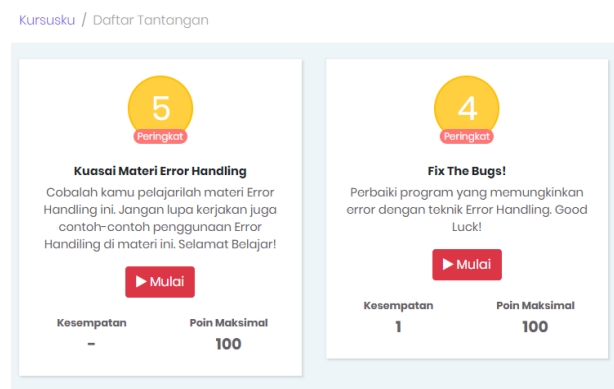 Kursusku / Daftar Tantangan
5
Peringkat
Kuasai Materi Error Handling
Cobalah kamu pelajarilah materi Error
Handling ini. Jangan lupa kerjakan juga
contoh-contoh penggunaan Error
Handiling di materi ini. Selamat Belajar!
Mulai
Kesempatan Poin Maksimal
- 100
4
Peringkat
Fix The Bugs!
Perbaiki program yang memungkinkan
error dengan teknik Error Handling. Good
Luck!
Mulai
Kesempatan Poin Maksimal
1 100